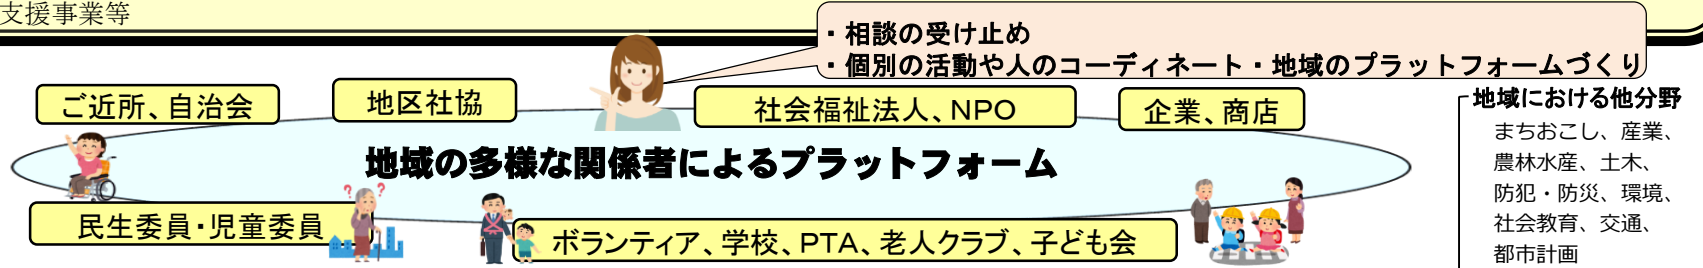 支援事業等
・相談の受け止め
・個別の活動や人のコーディネート・地域のプラットフォームづくり
ご近所、自治会
地区社協
社会福祉法人、NPO
企業、商店
地域の多様な関係者によるプラットフォーム
民生委員・児童委員
ボランティア、学校、PTA、老人クラブ、子ども会
地域における他分野
まちおこし、産業、
農林水産、土木、
防犯・防災、環境、
社会教育、交通、
都市計画